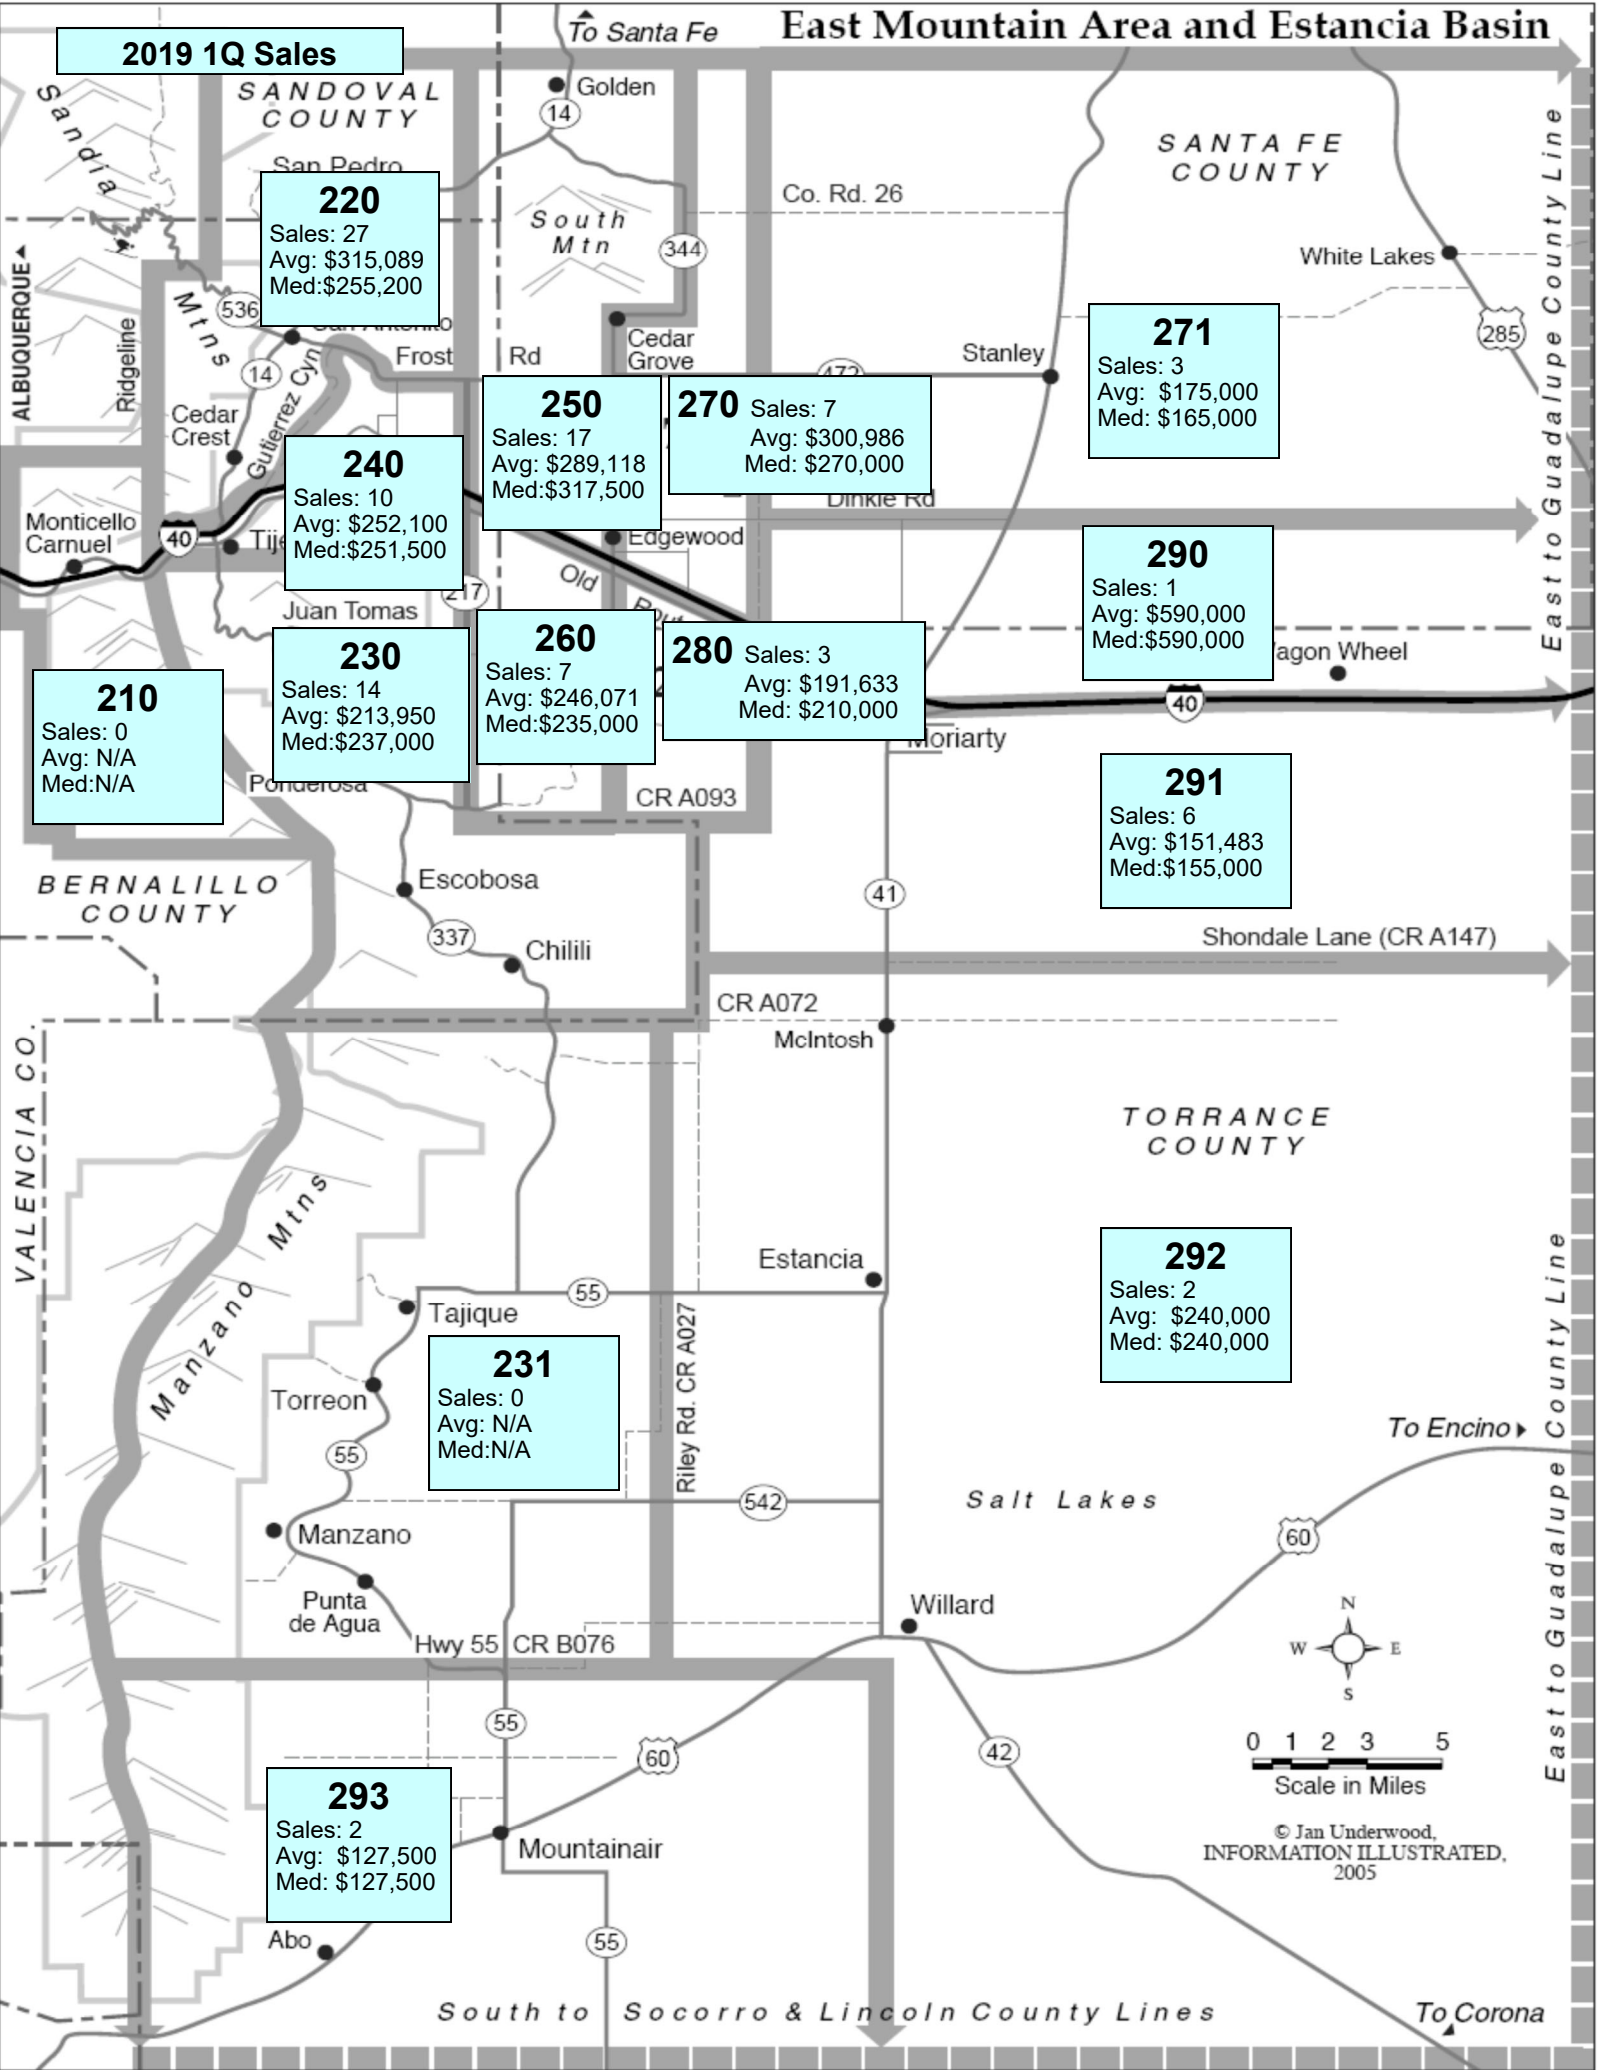 To Santa Fe
East Mountain Area and Estancia Basin
2019 1Q Sales
SANDOVAL
COUNTY
Golden
14
Sandia
Mtns
SANTA FE
COUNTY
San Pedro
220
Sales: 27
Avg: $315,089
Med:$255,200
South
Mtn
Co. Rd. 26
344
White Lakes
285
East to Guadalupe County Line
ALBUQUERQUE
Ridgeline
536
Cedar
Grove
Frost
Rd
Stanley
472
271
Sales: 3
Avg: $175,000
Med: $165,000
14
Cedar
Crest
Gutierrez Cyn
250
Sales: 17
Avg: $289,118
Med:$317,500
270
Sales: 7
Avg: $300,986
Med: $270,000
240
Sales: 10
Avg: $252,100
Med:$251,500
Dinkle Rd
Monticello
Carnuel
40
Edgewood
Old
217
Juan Tomas
290
Sales: 1
Avg: $590,000
Med:$590,000
Wagon Wheel
230
Sales: 14
Avg: $213,950
Med:$237,000
260
Sales: 7
Avg: $246,071
Med:$235,000
280
Sales: 3
Avg: $191,633
Med: $210,000
210
Sales: 0
Avg: N/A
Med:N/A
40
Moriarty
Ponderosa
CR A093
291
Sales: 6
Avg: $151,483
Med:$155,000
BERNALILLO
COUNTY
Escobosa
41
337
Chilili
Shondale Lane (CR A147)
CR A072
McIntosh
VALENCIA CO.
TORRANCE
COUNTY
Manzano Mtns
Estancia
292
Sales: 2
Avg: $240,000
Med: $240,000
55
Tajique
Riley Rd. CR A027
231
Sales: 0
Avg: N/A
Med:N/A
Torreon
East to Guadalupe County Line
To Encino
55
Salt Lakes
542
60
Manzano
Punta
de Agua
Willard
Hwy 55
CR B076
N
W
E
S
55
60
42
0 1 2 3 5
Scale in Miles
293
Sales: 2
Avg: $127,500
Med: $127,500
Mountainair
© Jan Underwood,
INFORMATION ILLUSTRATED,
2005
Abo
55
South to Socorro & Lincoln County Lines
To Corona